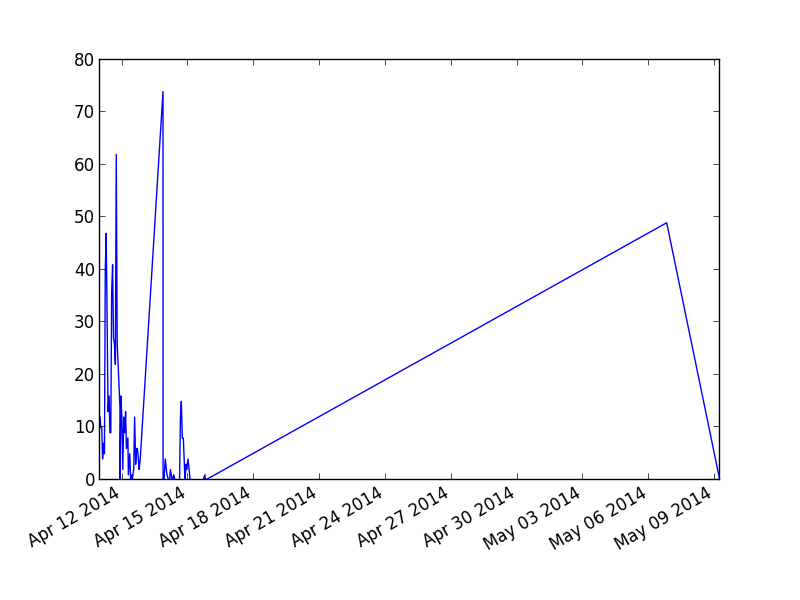 80
70
60
50
40
30
20
10
0
Apr 12 2014
Apr 15 2014
Apr 18 2014
Apr 21 2014
Apr 24 2014
Apr 27 2014
Apr 30 2014
May 03 2014
May 06 2014
May 09 2014